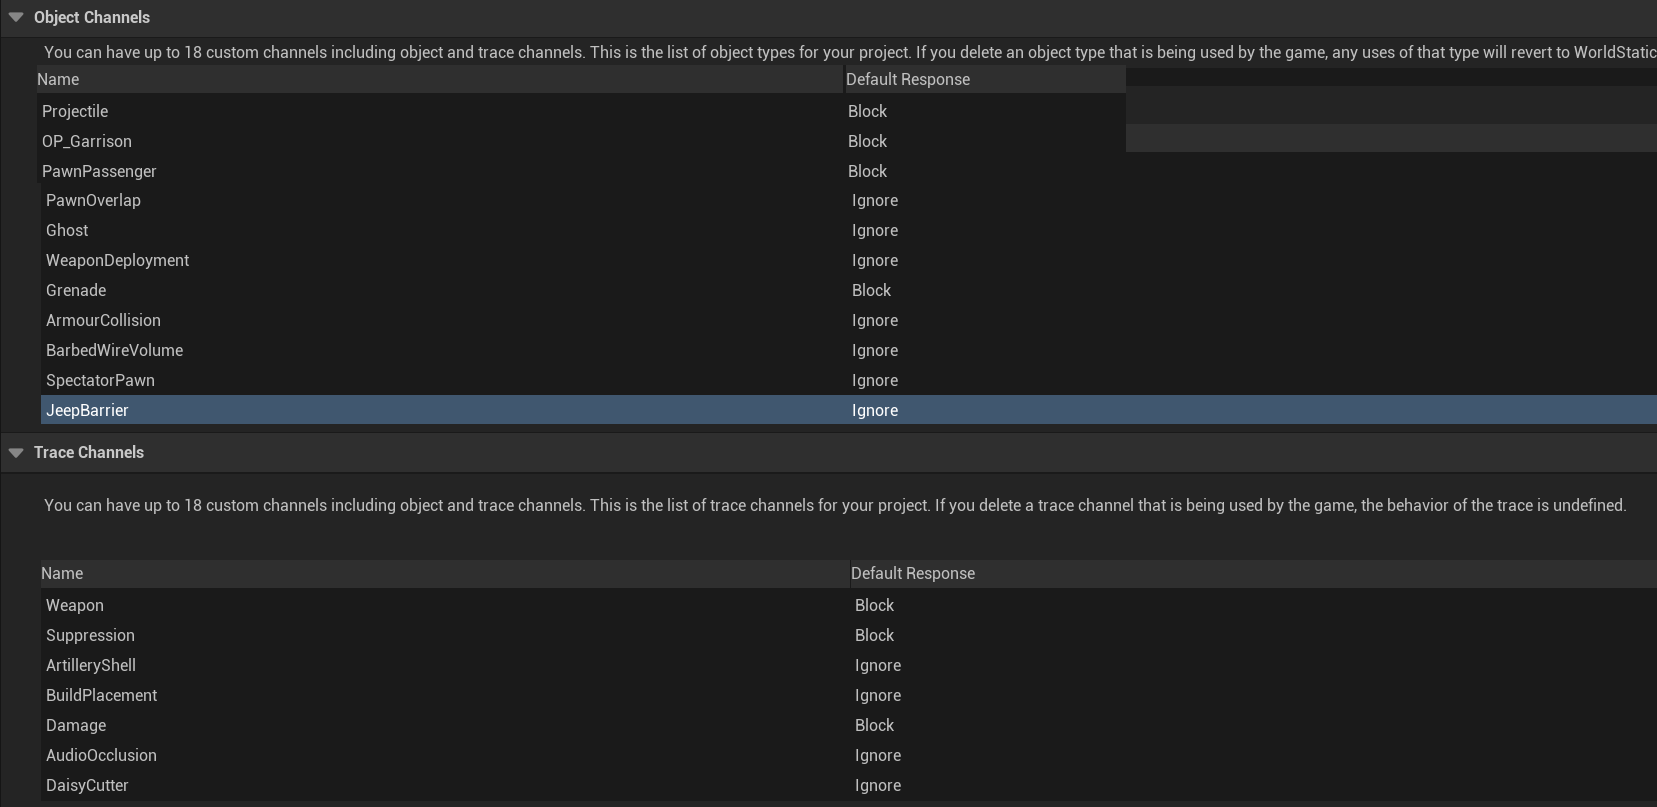 Object Channels
You can have up to 18 custom channels including object and trace channels. This is the list of object types for your project. If you delete an object type that is being used by the game, any uses of that type will revert to WorldStatic
Name Default Response
Projectile Block
OP_Garrison Block
PawnPassenger Block
PawnOverlap Ignore
Ghost Ignore
WeaponDeployment Ignore
Grenade Block
ArmourCollision Ignore
BarbedWireVolume Ignore
SpectatorPawn Ignore
JeepBarrier Ignore
Trace Channels
You can have up to 18 custom channels including object and trace channels. This is the list of trace channels for your project. If you delete a trace channel that is being used by the game, the behavior of the trace is undefined.
Name Default Response
Weapon Block
Suppression Block
ArtilleryShell Ignore
BuildPlacement Ignore
Damage Block
AudioOcclusion Ignore
DaisyCutter Ignore